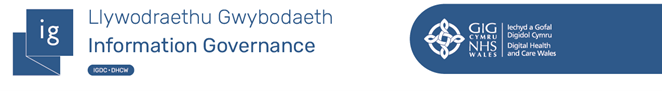 ig
Llywodraethu Gwybodaeth
Information Governance
IGDC • DHCW
GIG
CYMRU
NHS
WALES
Iechyd a Gofal
Digidol Cymru
Digital Health
and Care Wales